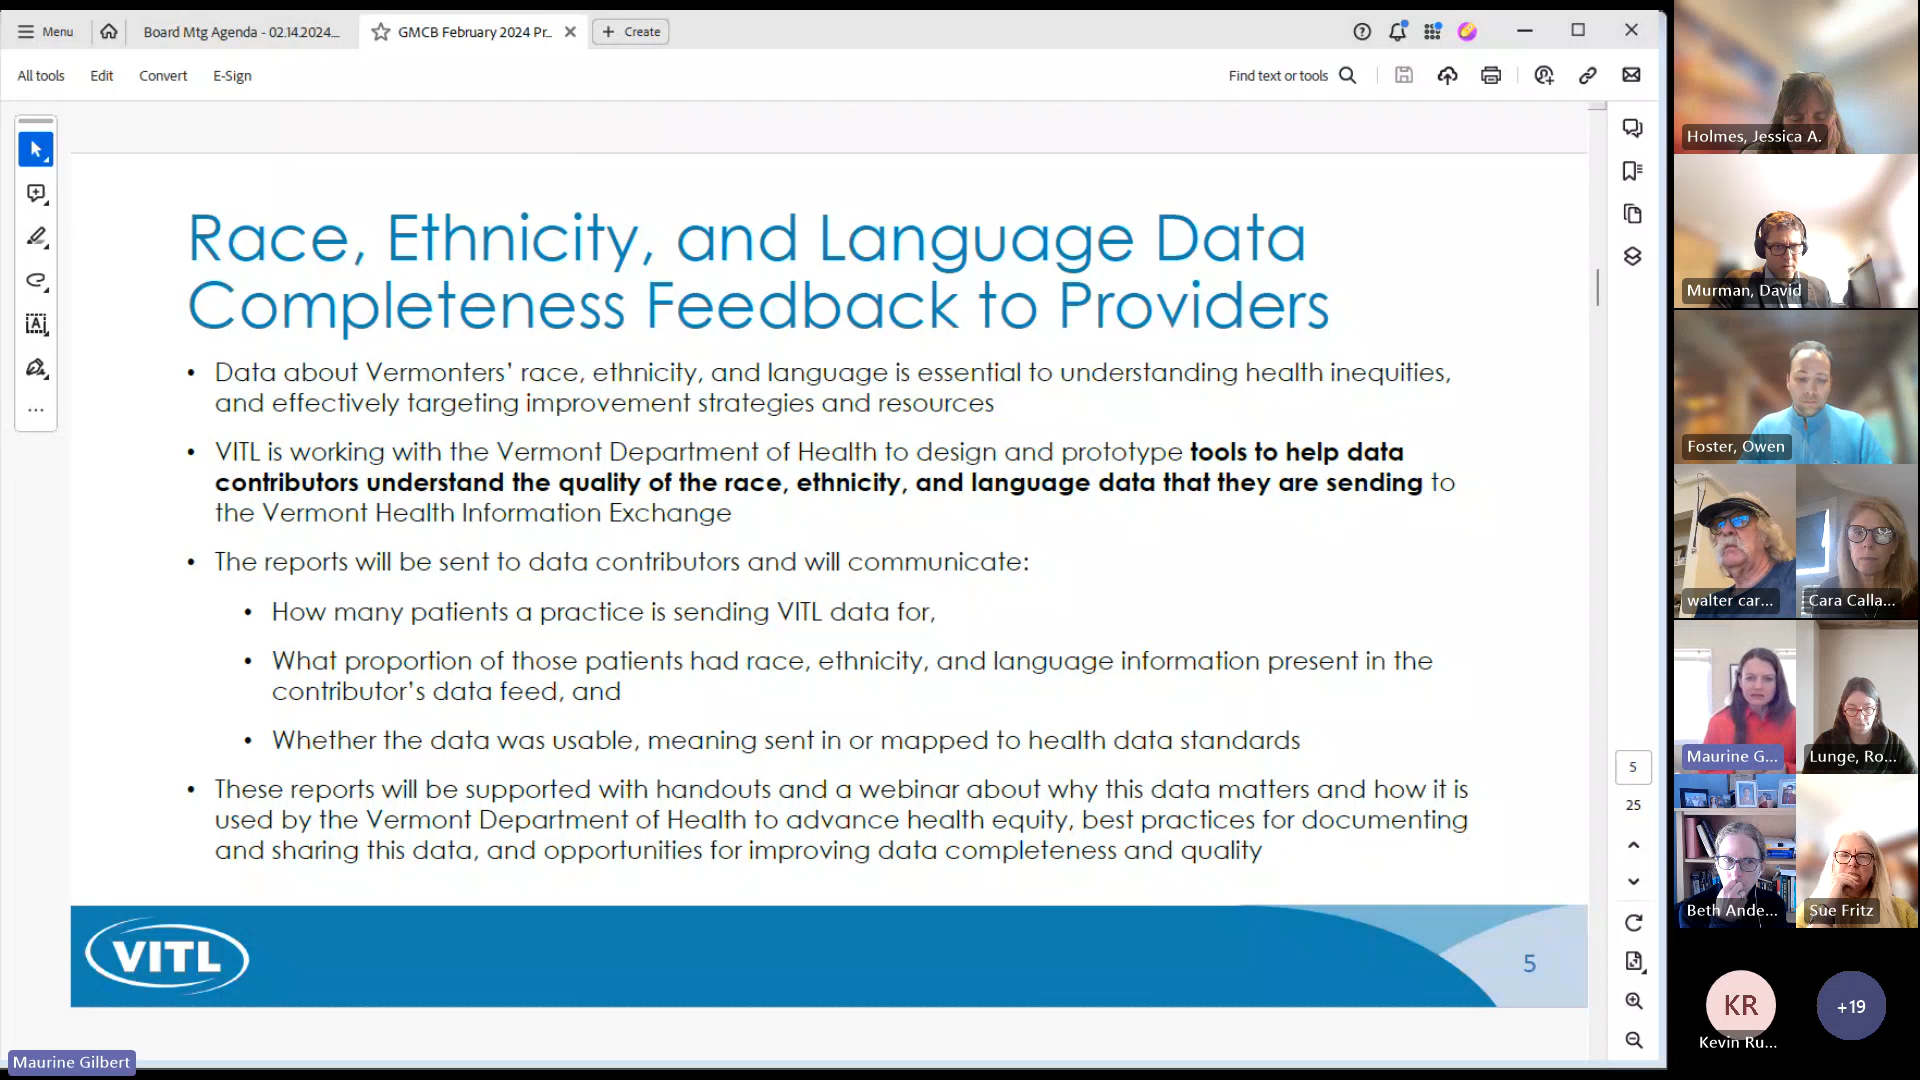 Menu
Board Mtg Agenda - 02.14.2024...
GMCB February 2024 Pr...
Create
All tools
Edit
Convert
E-Sign
Find text or tools
Race, Ethnicity, and Language Data
Completeness Feedback to Providers
• Data about Vermonters’ race, ethnicity, and language is essential to understanding health inequities,
and effectively targeting improvement strategies and resources
• VITL is working with the Vermont Department of Health to design and prototype tools to help data
contributors understand the quality of the race, ethnicity, and language data that they are sending to
the Vermont Health Information Exchange
• The reports will be sent to data contributors and will communicate:
• How many patients a practice is sending VITL data for,
• What proportion of those patients had race, ethnicity, and language information present in the
contributor’s data feed, and
• Whether the data was usable, meaning sent in or mapped to health data standards
• These reports will be supported with handouts and a webinar about why this data matters and how it is
used by the Vermont Department of Health to advance health equity, best practices for documenting
and sharing this data, and opportunities for improving data completeness and quality
VITL
5
5
25
Maurine Gilbert
Holmes, Jessica A.
Murman, David
Foster, Owen
walter car...
Cara Calla...
Maurine G...
Lunge, Ro...
Beth Ande...
Sue Fritz
KR
Kevin Ru...
+19